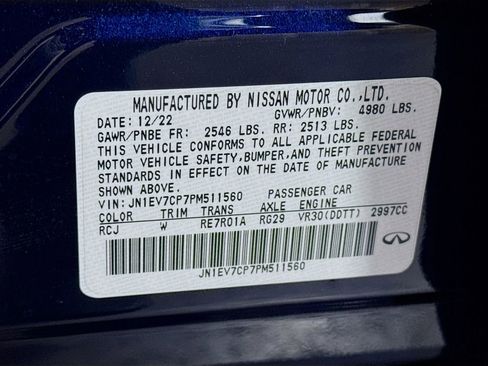 MANUFACTURED BY NISSAN MOTOR CO.,LTD.
DATE: 12/22 GVWR/PNBV: 4980 LBS.
GAWR/PNBE FR: 2546 LBS. RR: 2513 LBS.
THIS VEHICLE CONFORMS TO ALL APPLICABLE FEDERAL
MOTOR VEHICLE SAFETY, BUMPER, AND THEFT PREVENTION
STANDARDS IN EFFECT ON THE DATE OF MANUFACTURE
SHOWN ABOVE.
VIN: JN1EV7CP7PM511560 PASSENGER CAR
COLOR TRIM TRANS AXLE ENGINE
RCJ W RE7R01A RG29 VR30(DDTT) 2997CC
JN1EV7CP7PM511560